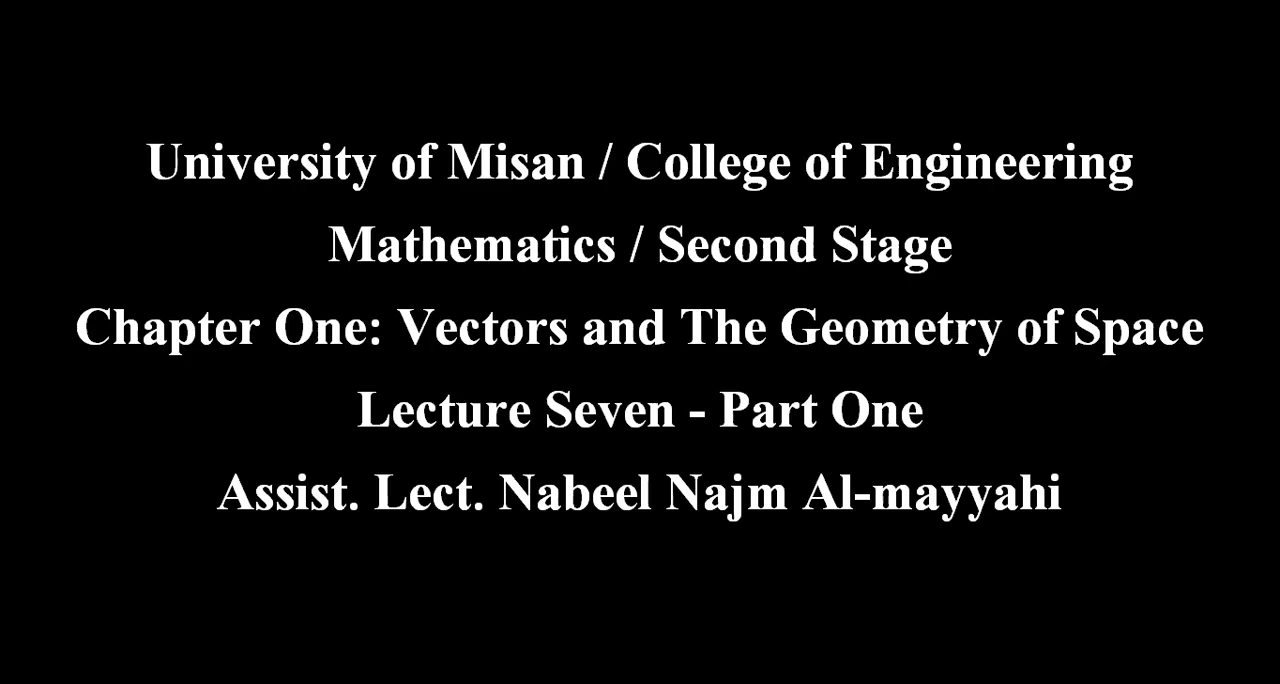 University of Misan / College of Engineering
Mathematics / Second Stage
Chapter One: Vectors and The Geometry of Space
Lecture Seven - Part One
Assist. Lect. Nabeel Najm Al-mayyahi